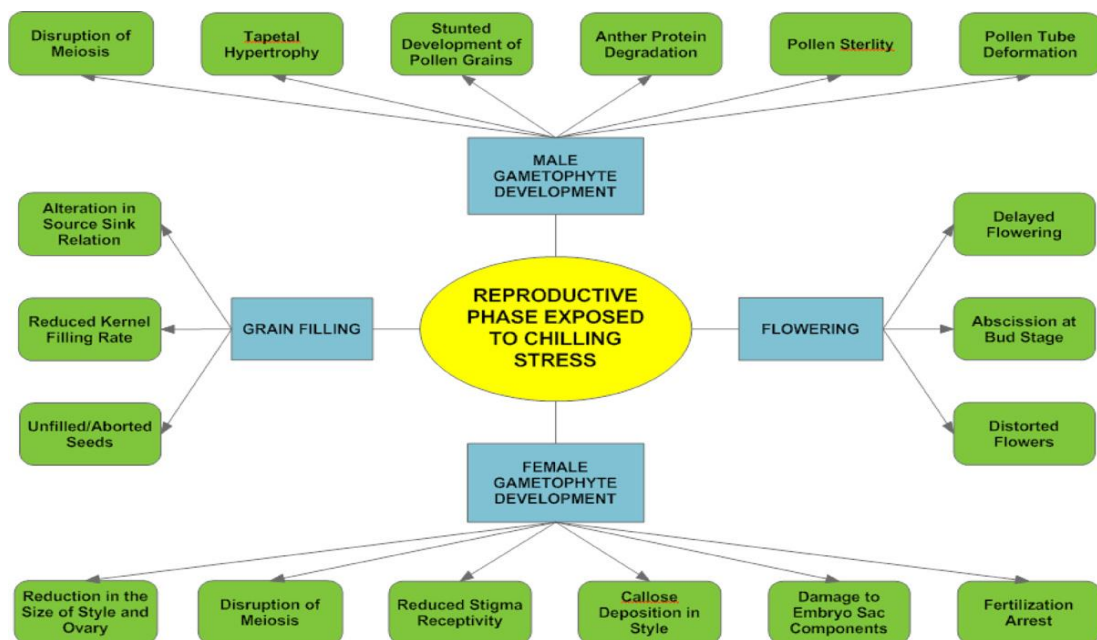 Disruption of
Meiosis
Tapetal
Hypertrophy
Stunted
Development of
Pollen Grains
Anther Protein
Degradation
Pollen Sterlity
Pollen Tube
Deformation
MALE
GAMETOPHYTE
DEVELOPMENT
Alteration in
Source Sink
Relation
Reduced Kernel
Filling Rate
Unfilled/Aborted
Seeds
GRAIN FILLING
REPRODUCTIVE
PHASE EXPOSED
TO CHILLING
STRESS
FLOWERING
Delayed
Flowering
Abscission at
Bud Stage
Distorted
Flowers
FEMALE
GAMETOPHYTE
DEVELOPMENT
Reduction in the
Size of Style and
Ovary
Disruption of
Meiosis
Reduced Stigma
Receptivity
Callose
Deposition in
Style
Damage to
Embryo Sac
Components
Fertilization
Arrest